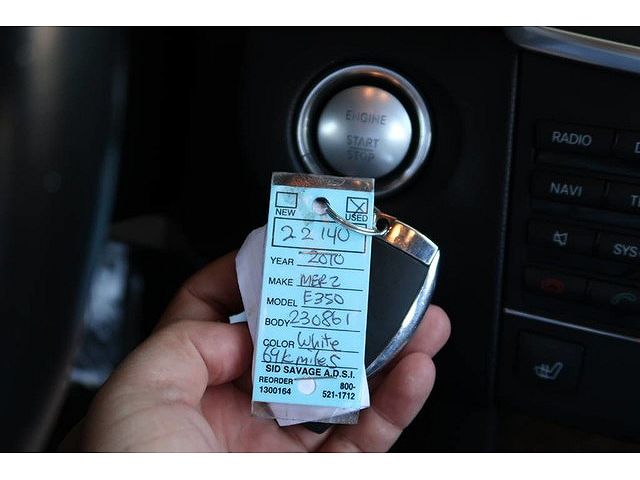 ENGINE
START
STOP
RADIO
NAVI
SYS
NEW USED
22140
YEAR 2010
MAKE MERZ
MODEL E350
BODY 230861
COLOR White
69K miles
SID SAVAGE A.D.S.I.
REORDER 800-
1300164 521-1712